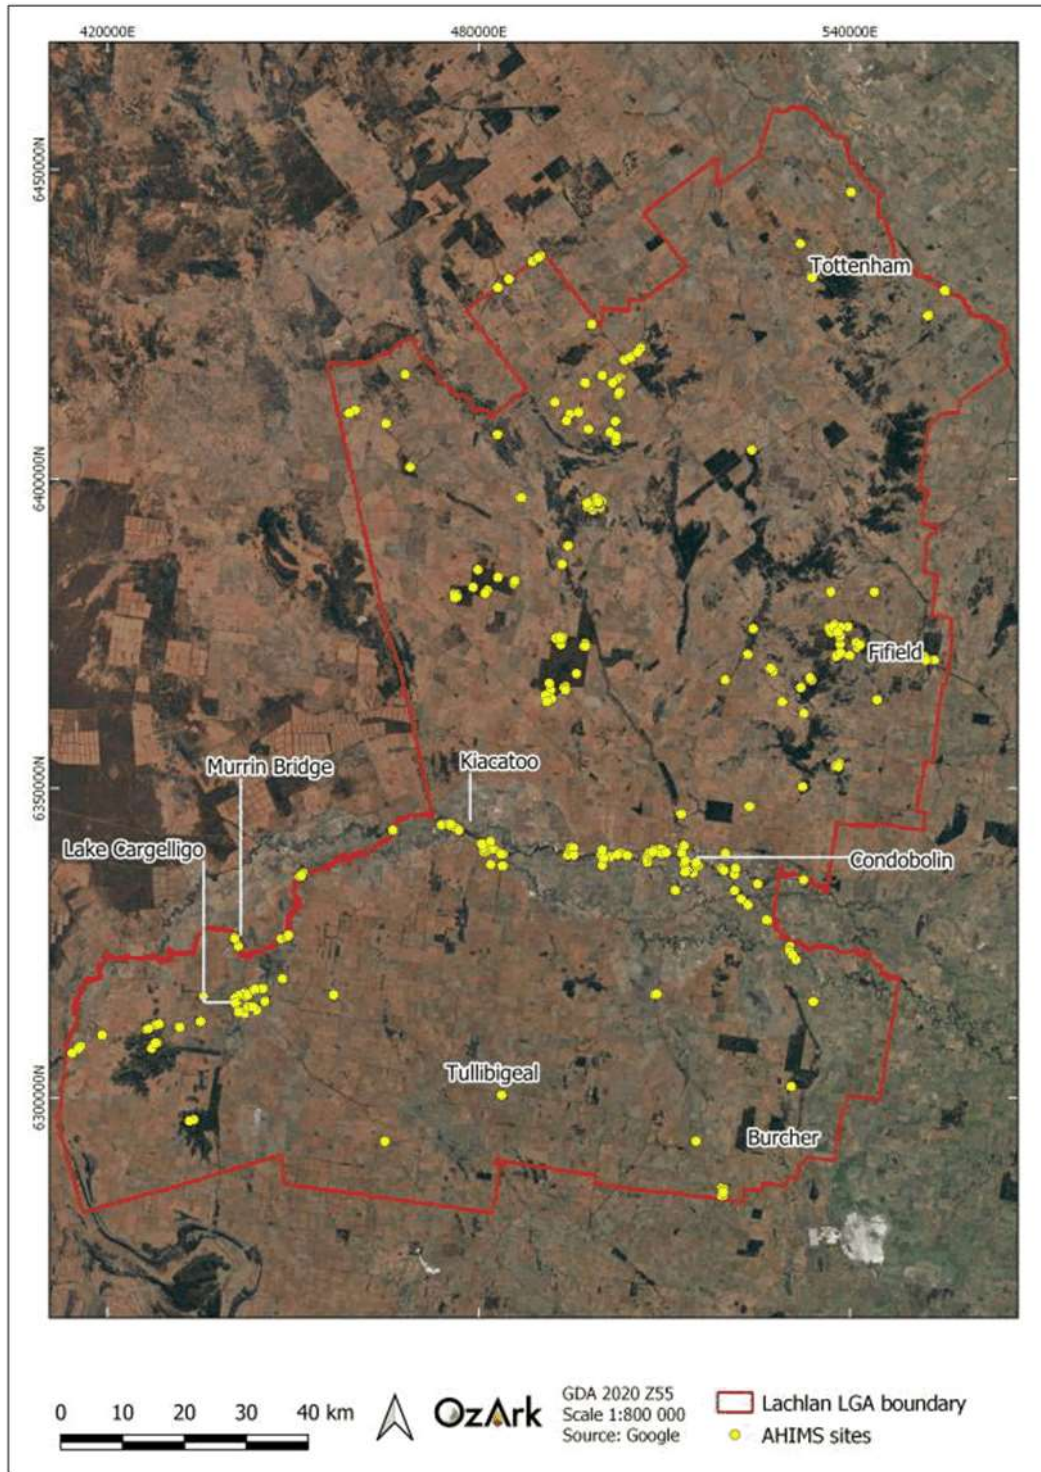 420000E 480000E 540000E
6450000N
Tottenham
6400000N
Fifield
Murrin Bridge
Kiacatoo
6350000N
Lake Cargelligo
Condobolin
Tullibigeal
6300000N
Burcher
0 10 20 30 40 km
OzArk
GDA 2020 Z55
Scale 1:800 000
Source: Google
Lachlan LGA boundary
AHIMS sites